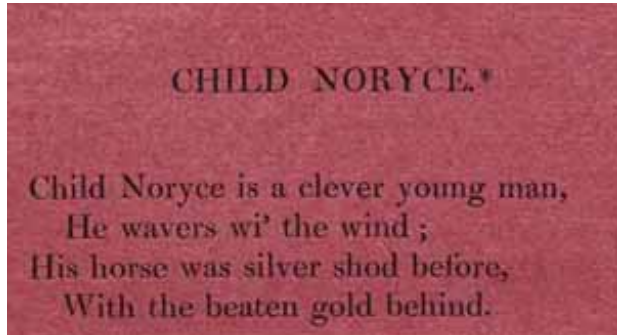 CHILD NORYCE.*
Child Noryce is a clever young man,
He wavers wi' the wind ;
His horse was silver shod before,
With the beaten gold behind.